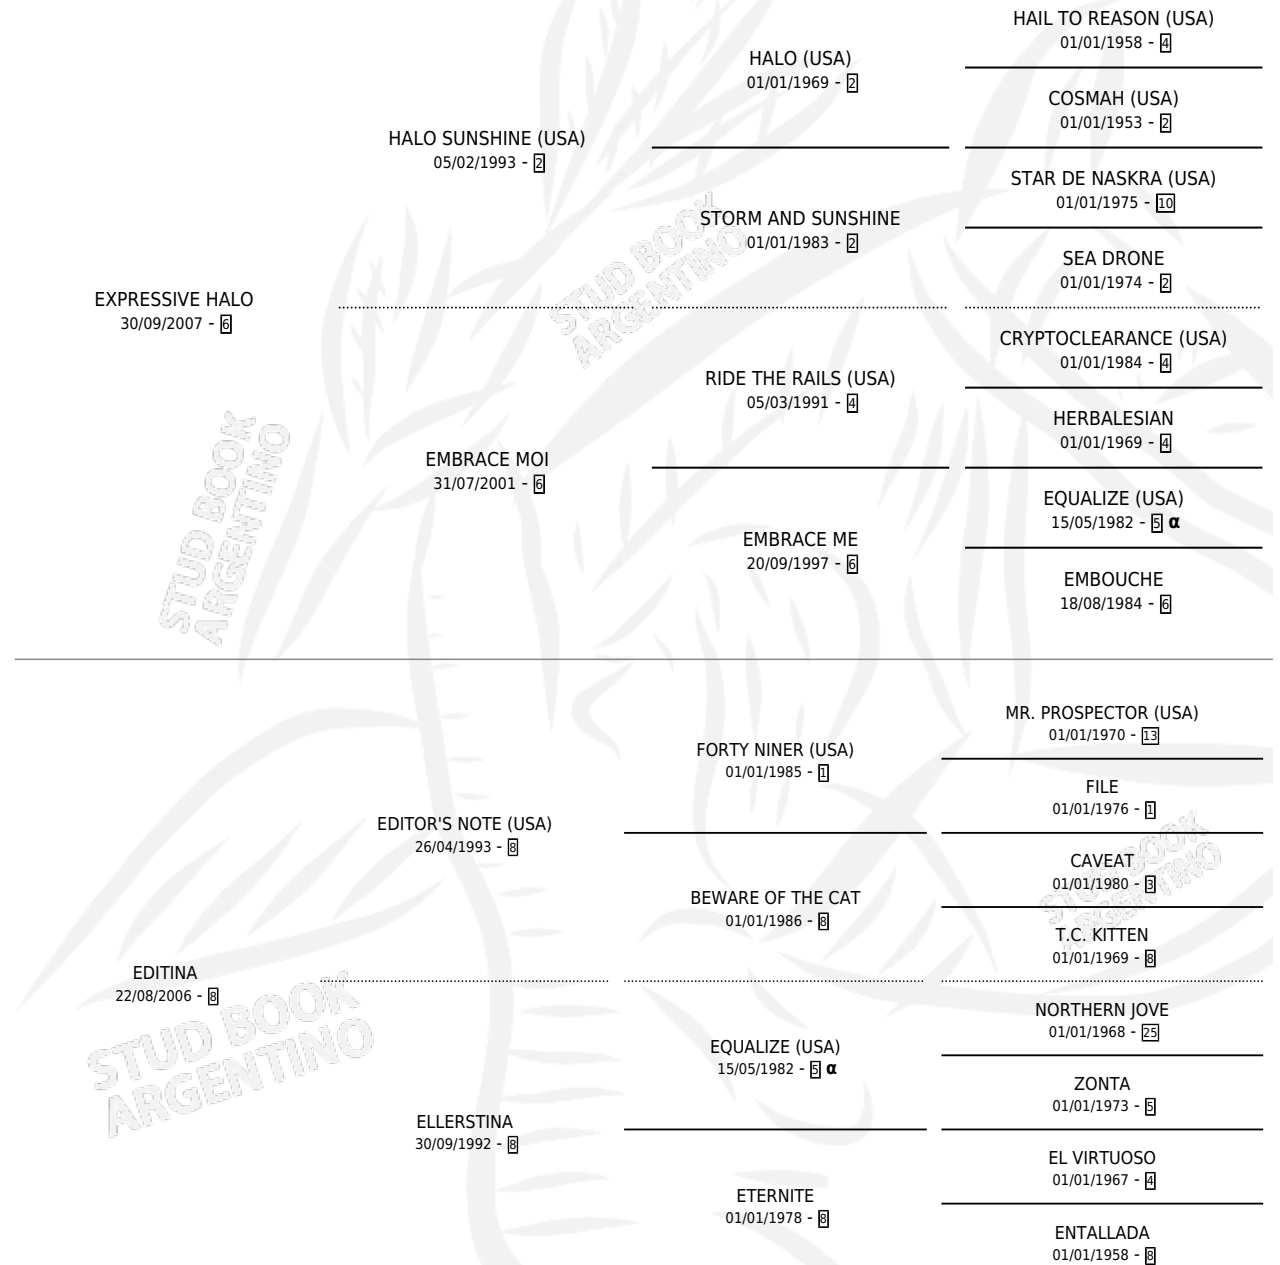 EXPRESSIVE HALO
30/09/2007 - 6
HALO SUNSHINE (USA)
05/02/1993 - 2
HALO (USA)
01/01/1969 - 2
HAIL TO REASON (USA)
01/01/1958 - 4
COSMAH (USA)
01/01/1953 - 2
STORM AND SUNSHINE
01/01/1983 - 2
STAR DE NASKRA (USA)
01/01/1975 - 10
SEA DRONE
01/01/1974 - 2
EMBRACE MOI
31/07/2001 - 6
RIDE THE RAILS (USA)
05/03/1991 - 4
CRYPTOCLEARANCE (USA)
01/01/1984 - 4
HERBALESIAN
01/01/1969 - 4
EMBRACE ME
20/09/1997 - 6
EQUALIZE (USA)
15/05/1982 - 5 α
EMBOUCHE
18/08/1984 - 6
EDITINA
22/08/2006 - 8
EDITOR'S NOTE (USA)
26/04/1993 - 8
FORTY NINER (USA)
01/01/1985 - 1
MR. PROSPECTOR (USA)
01/01/1970 - 13
FILE
01/01/1976 - 1
BEWARE OF THE CAT
01/01/1986 - 8
CAVEAT
01/01/1980 - 3
T.C. KITTEN
01/01/1969 - 8
ELLERSTINA
30/09/1992 - 8
EQUALIZE (USA)
15/05/1982 - 5 α
NORTHERN JOVE
01/01/1968 - 25
ZONTA
01/01/1973 - 5
ETERNITE
01/01/1978 - 8
EL VIRTUOSO
01/01/1967 - 4
ENTALLADA
01/01/1958 - 8
STUD BOOK
ARGENTINO
STUD BOOK
ARGENTINO
STUD BOOK
ARGENTINO
STUD BOOK
ARGENTINO